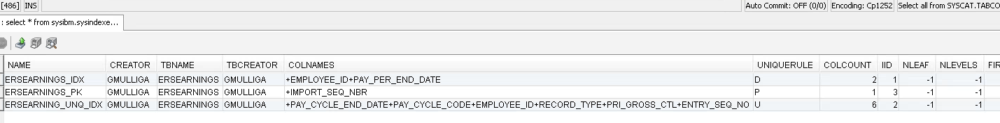 [486] INS Auto Commit: OFF (0/0) Encoding: Cp1252 Select all from SYSCAT.TABCO
: select * from sysibm.sysindexe...
NAME CREATOR TBNAME TBCREATOR COLNAMES UNIQUERULE COLCOUNT IID NLEAF NLEVELS FIR
ERSEARNINGS_IDX GMULLIGA ERSEARNINGS GMULLIGA +EMPLOYEE_ID+PAY_PER_END_DATE D 2 1 -1 -1
ERSEARNINGS_PK GMULLIGA ERSEARNINGS GMULLIGA +IMPORT_SEQ_NBR P 1 3 -1 -1
ERSEARNING_UNQ_IDX GMULLIGA ERSEARNINGS GMULLIGA +PAY_CYCLE_END_DATE+PAY_CYCLE_CODE+EMPLOYEE_ID+RECORD_TYPE+PRI_GROSS_CTL+ENTRY_SEQ_NO U 6 2 -1 -1